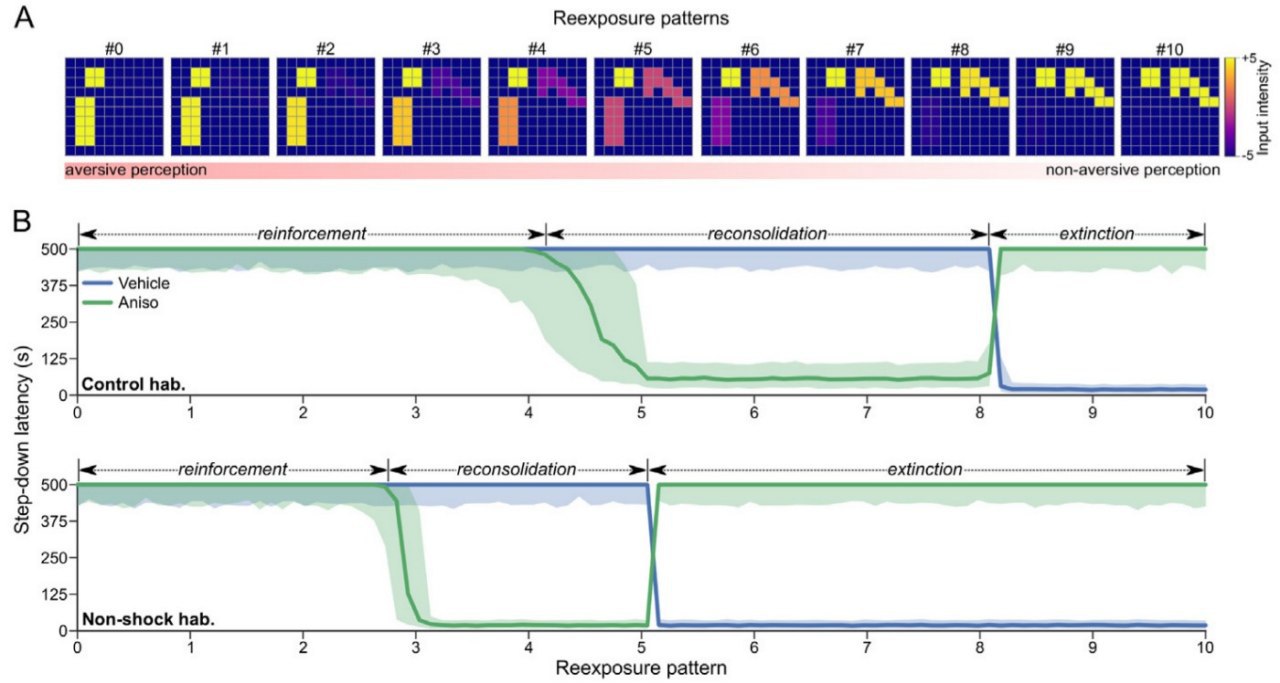 A
Reexposure patterns
#0 #1 #2 #3 #4 #5 #6 #7 #8 #9 #10
+5
Input intensity
-5
aversive perception non-aversive perception
B
reinforcement reconsolidation extinction
500
375
250
125
0
Vehicle
Aniso
Control hab.
0 1 2 3 4 5 6 7 8 9 10
Step-down latency (s)
reinforcement reconsolidation extinction
500
375
250
125
0
Non-shock hab.
0 1 2 3 4 5 6 7 8 9 10
Reexposure pattern